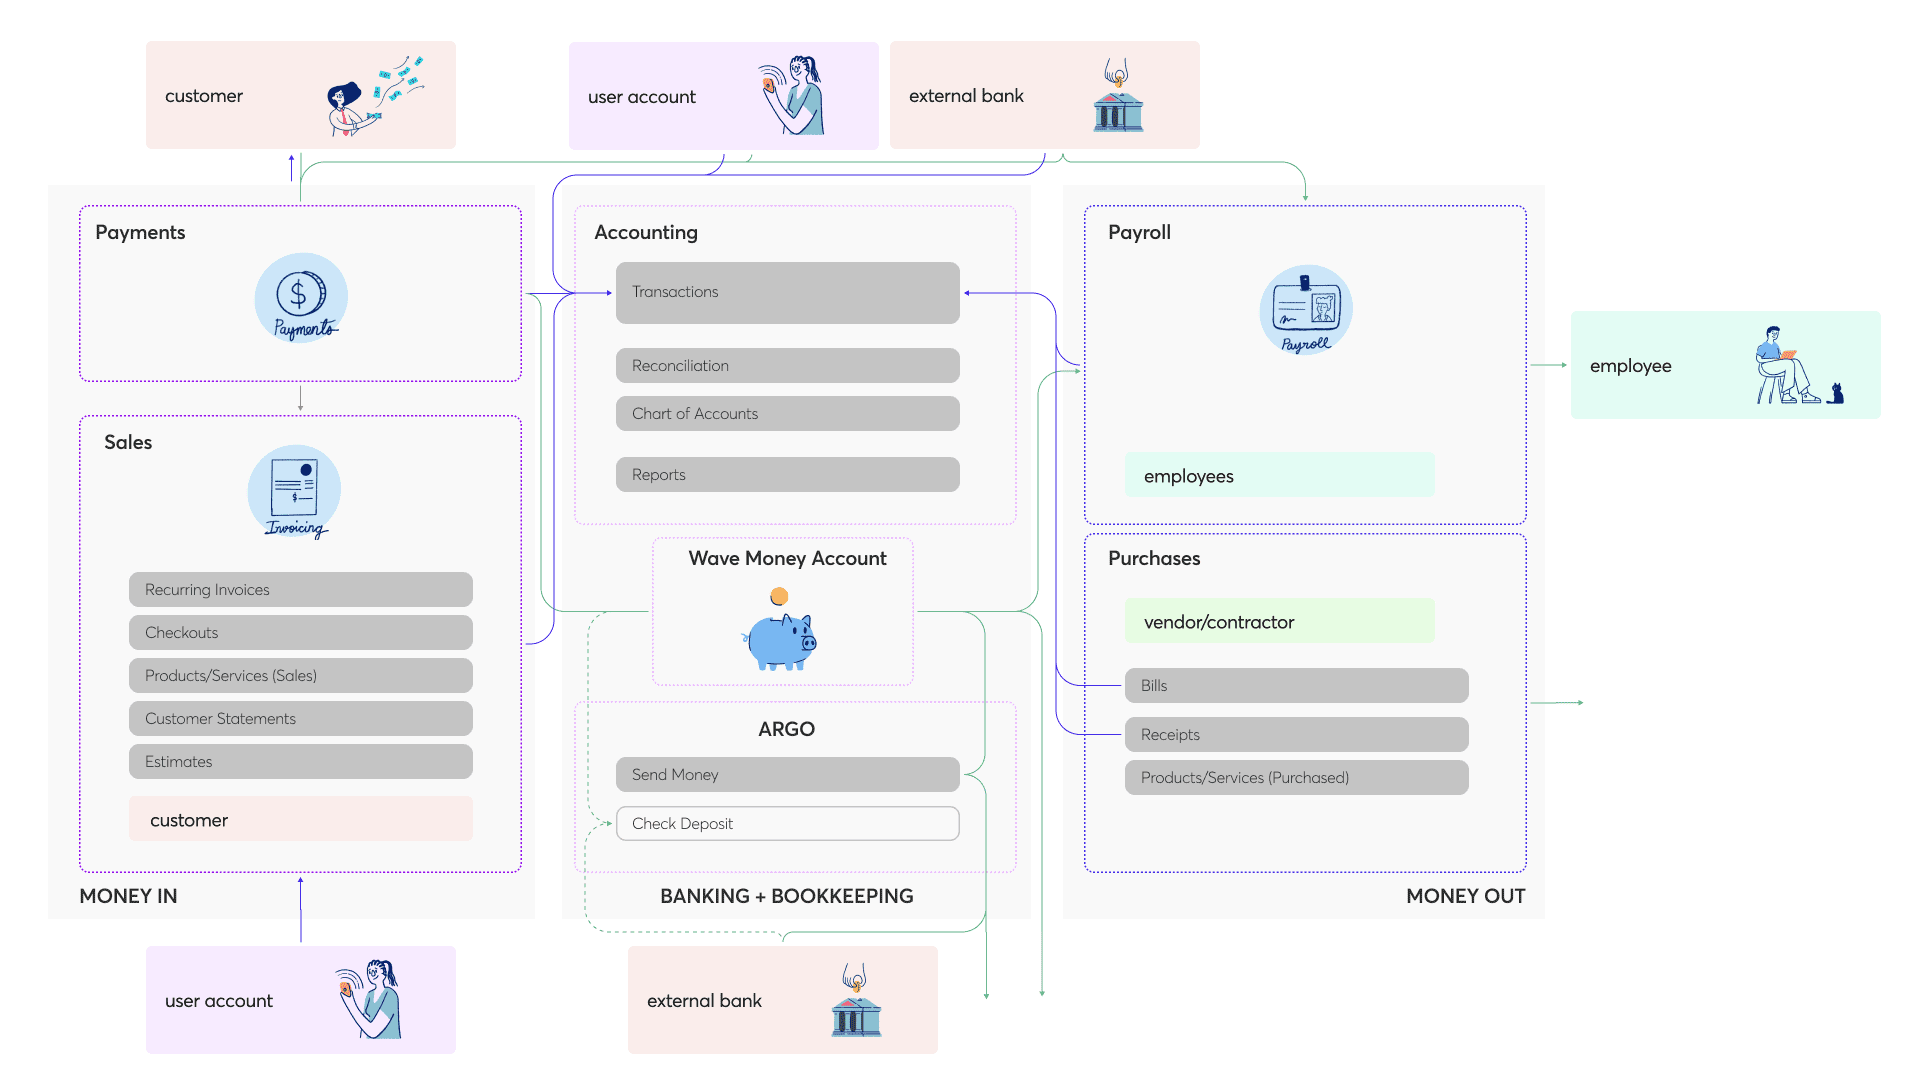 customer
user account
external bank
Payments
$
Payments
Sales
$
Invoicing
Recurring Invoices
Checkouts
Products/Services (Sales)
Customer Statements
Estimates
customer
MONEY IN
user account
Accounting
Transactions
Reconciliation
Chart of Accounts
Reports
Wave Money Account
ARGO
Send Money
Check Deposit
BANKING + BOOKKEEPING
external bank
Payroll
Payroll
employees
Purchases
vendor/contractor
Bills
Receipts
Products/Services (Purchased)
MONEY OUT
employee